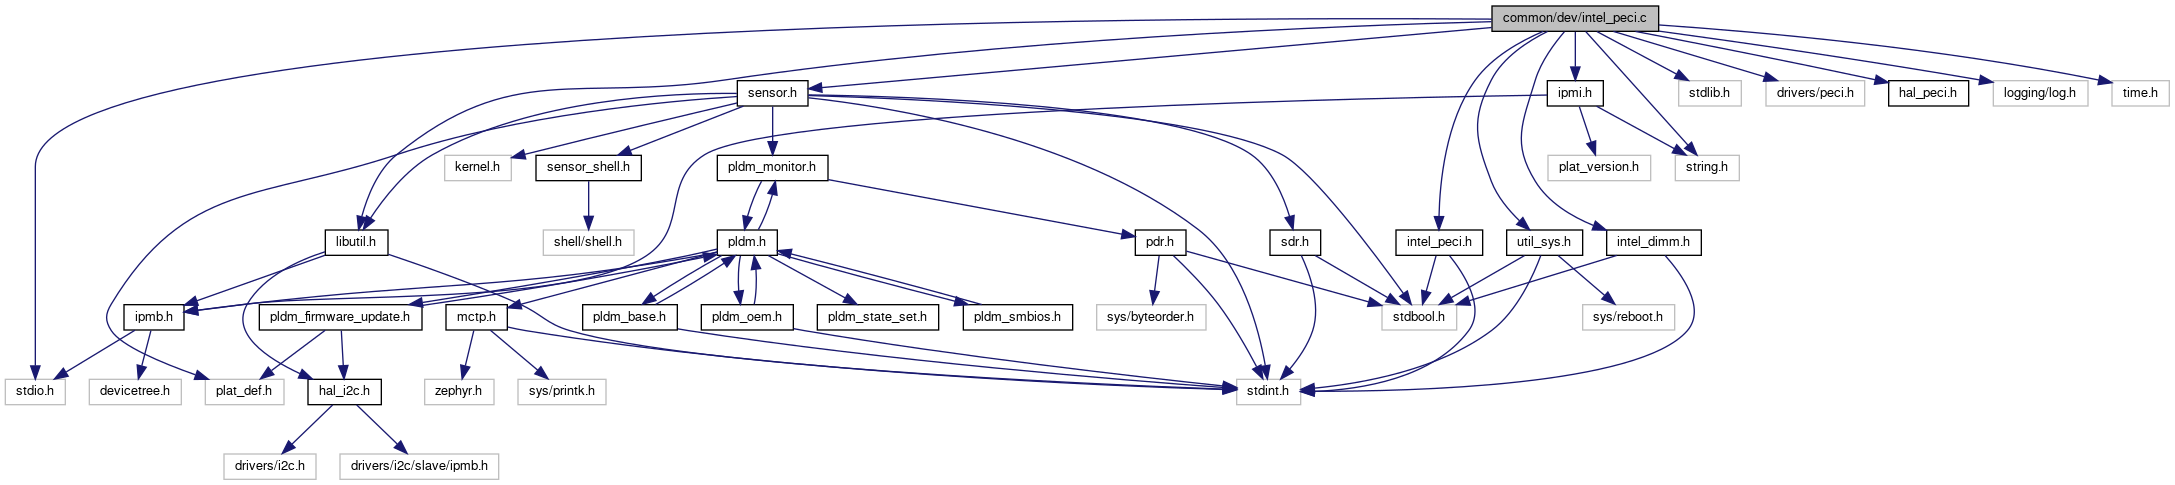 common/dev/intel_peci.c
sensor.h
ipmi.h
stdlib.h
drivers/peci.h
hal_peci.h
logging/log.h
time.h
kernel.h
sensor_shell.h
pldm_monitor.h
plat_version.h
string.h
libutil.h
shell/shell.h
pldm.h
pdr.h
sdr.h
intel_peci.h
util_sys.h
intel_dimm.h
ipmb.h
pldm_firmware_update.h
mctp.h
pldm_base.h
pldm_oem.h
pldm_state_set.h
pldm_smbios.h
sys/byteorder.h
stdbool.h
sys/reboot.h
stdio.h
devicetree.h
plat_def.h
hal_i2c.h
zephyr.h
sys/printk.h
stdint.h
drivers/i2c.h
drivers/i2c/slave/ipmb.h